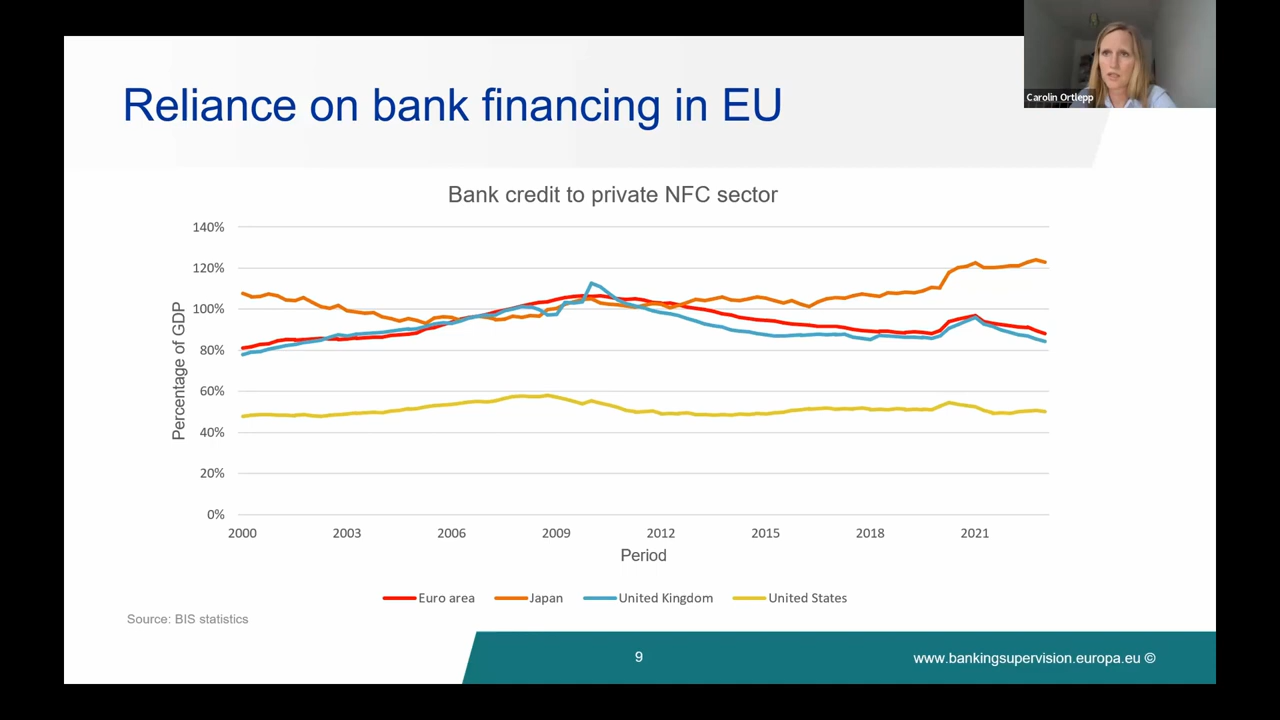 Carolin Ortlepp
Reliance on bank financing in EU
Bank credit to private NFC sector
Percentage of GDP
140%
120%
100%
80%
60%
40%
20%
0%
2000 2003 2006 2009 2012 2015 2018 2021
Period
Euro area Japan United Kingdom United States
Source: BIS statistics
9
www.bankingsupervision.europa.eu ©